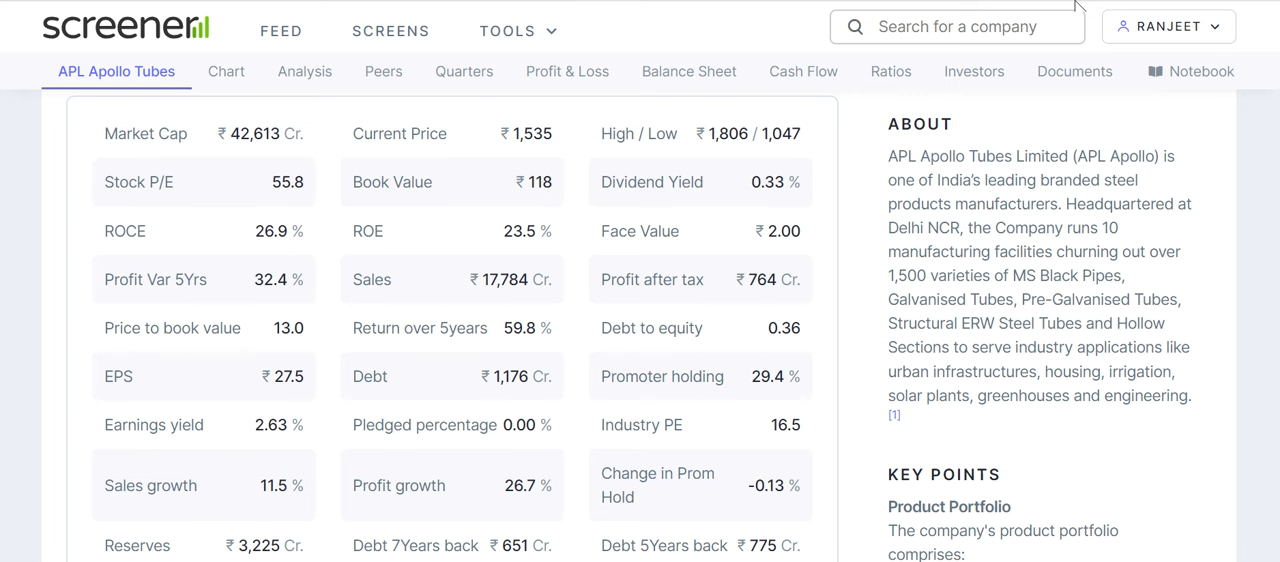 screener
FEED SCREENS TOOLS
Search for a company
RANJEET
APL Apollo Tubes Chart Analysis Peers Quarters Profit & Loss Balance Sheet Cash Flow Ratios Investors Documents Notebook
Market Cap ₹ 42,613 Cr. Current Price ₹ 1,535 High / Low ₹ 1,806 / 1,047
Stock P/E 55.8 Book Value ₹ 118 Dividend Yield 0.33 %
ROCE 26.9 % ROE 23.5 % Face Value ₹ 2.00
Profit Var 5Yrs 32.4 % Sales ₹ 17,784 Cr. Profit after tax ₹ 764 Cr.
Price to book value 13.0 Return over 5years 59.8 % Debt to equity 0.36
EPS ₹ 27.5 Debt ₹ 1,176 Cr. Promoter holding 29.4 %
Earnings yield 2.63 % Pledged percentage 0.00 % Industry PE 16.5
Sales growth 11.5 % Profit growth 26.7 % Change in Prom
Hold -0.13 %
Reserves ₹ 3,225 Cr. Debt 7Years back ₹ 651 Cr. Debt 5Years back ₹ 775 Cr.
ABOUT
APL Apollo Tubes Limited (APL Apollo) is
one of India's leading branded steel
products manufacturers. Headquartered at
Delhi NCR, the Company runs 10
manufacturing facilities churning out over
1,500 varieties of MS Black Pipes,
Galvanised Tubes, Pre-Galvanised Tubes,
Structural ERW Steel Tubes and Hollow
Sections to serve industry applications like
urban infrastructures, housing, irrigation,
solar plants, greenhouses and engineering.
[1]
KEY POINTS
Product Portfolio
The company's product portfolio
comprises: